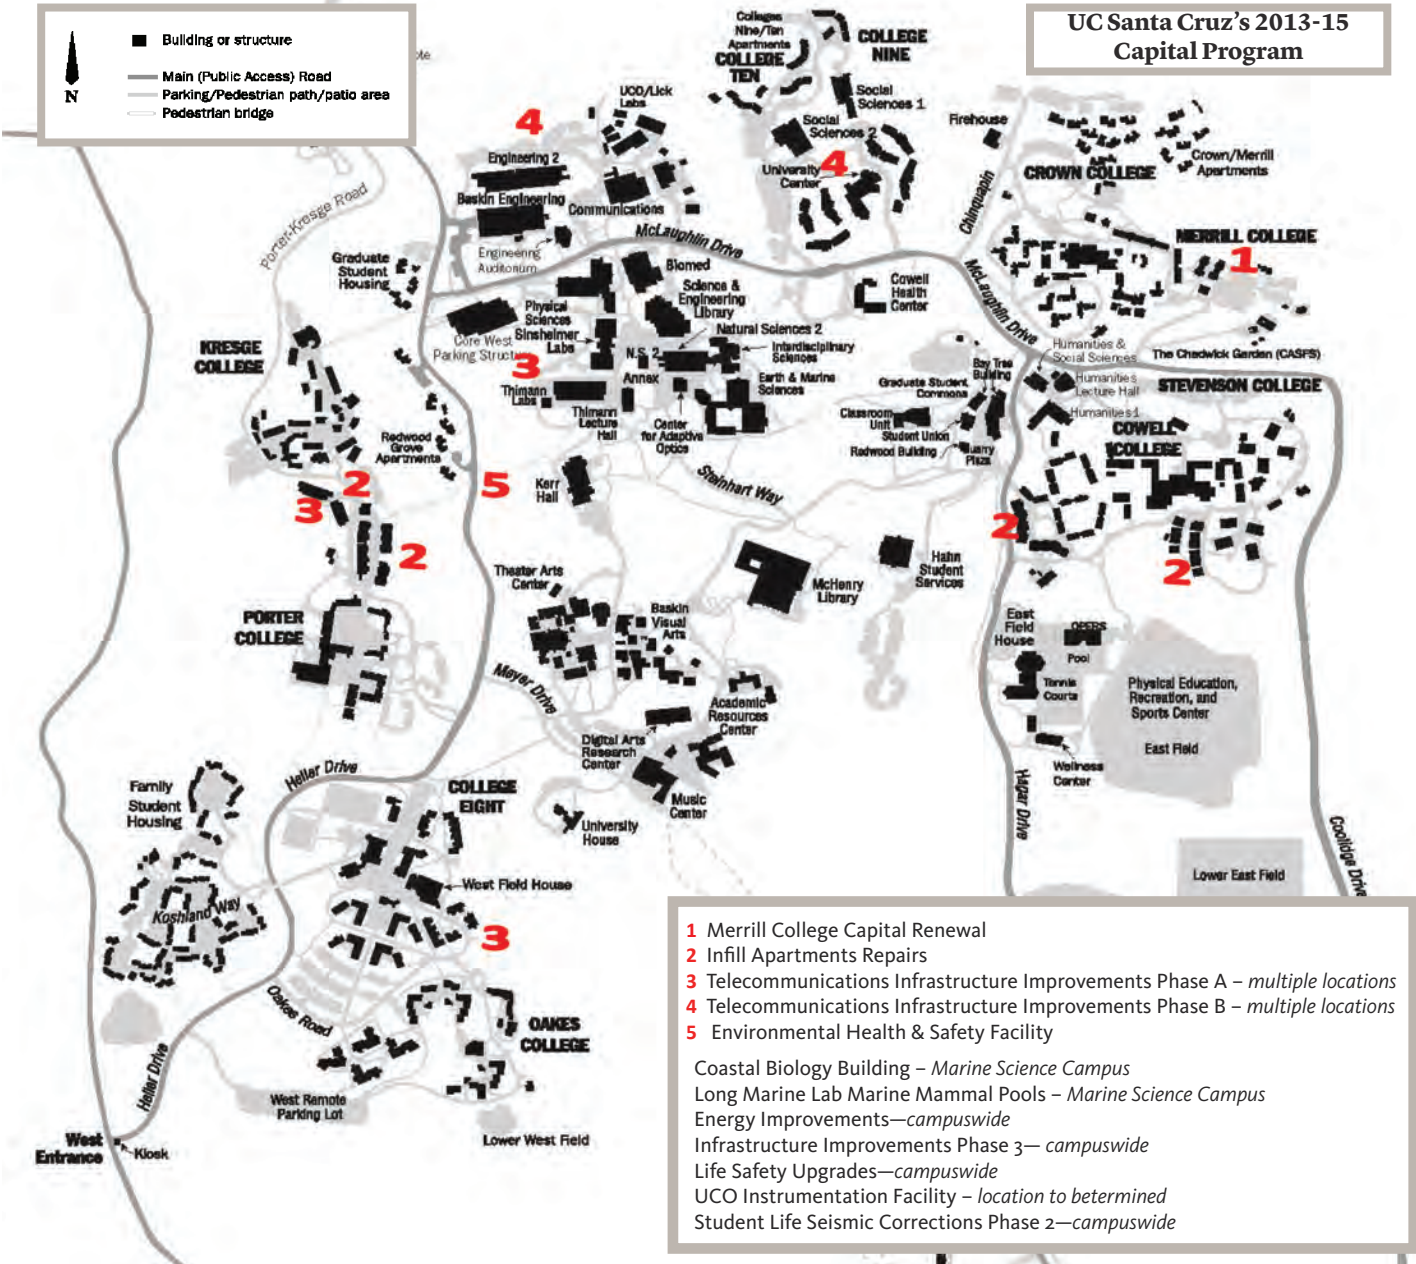 UC Santa Cruz's 2013-15
Capital Program
N
Building or structure
Main (Public Access) Road
Parking/Pedestrian path/patio area
Pedestrian bridge
Colleges
Nine/Ten
Apartments
COLLEGE
NINE
COLLEGE
TEN
UCO/Lick
Labs
Social
Sciences 1
Social
Sciences 2
4
4
University
Center
Firehouse
Chinquapin
CROWN COLLEGE
Crown/Merrill
Apartments
MERRILL COLLEGE
1
Engineering 2
Baskin Engineering
Communications
Engineering
Auditorium
McLaughlin Drive
Porter-Kresge Road
Graduate
Student
Housing
Biomed
Science &
Engineering
Library
Cowell
Health
Center
McLaughlin Drive
Physical
Sciences
Sinsheimer
Labs
Core West
Parking Structure
Natural Sciences 2
N.S. 2
Annex
Interdisciplinary
Sciences
Earth & Marine
Sciences
3
Thimann
Labs
Thimann
Lecture
Hall
Center
for Adaptive
Optics
KRESGE
COLLEGE
Humanities &
Social Sciences
The Chadwick Garden (CASFS)
Bay Tree
Building
Graduate Student
Commons
Humanities
Lecture Hall
STEVENSON COLLEGE
Classroom
Unit
Humanities 1
Student Union
Redwood Building
Quarry
Plaza
COWELL
COLLEGE
Redwood
Grove
Apartments
5
Kerr
Hall
Steinhart Way
2
3
2
2
2
Theater Arts
Center
McHenry
Library
Hahn
Student
Services
Baskin
Visual
Arts
PORTER
COLLEGE
East
Field
House
OPERS
Pool
Tennis
Courts
Physical Education,
Recreation, and
Sports Center
East Field
Meyer Drive
Academic
Resources
Center
Digital Arts
Research
Center
Music
Center
Wellness
Center
Hagar Drive
Coolidge Drive
Lower East Field
Heller Drive
COLLEGE
EIGHT
Family
Student
Housing
University
House
West Field House
Koshland Way
3
Oakes Road
OAKES
COLLEGE
Heller Drive
West Remote
Parking Lot
Lower West Field
West
Entrance
Kiosk
1 Merrill College Capital Renewal
2 Infill Apartments Repairs
3 Telecommunications Infrastructure Improvements Phase A – multiple locations
4 Telecommunications Infrastructure Improvements Phase B – multiple locations
5 Environmental Health & Safety Facility
Coastal Biology Building – Marine Science Campus
Long Marine Lab Marine Mammal Pools – Marine Science Campus
Energy Improvements—campuswide
Infrastructure Improvements Phase 3— campuswide
Life Safety Upgrades—campuswide
UCO Instrumentation Facility – location to betermined
Student Life Seismic Corrections Phase 2—campuswide